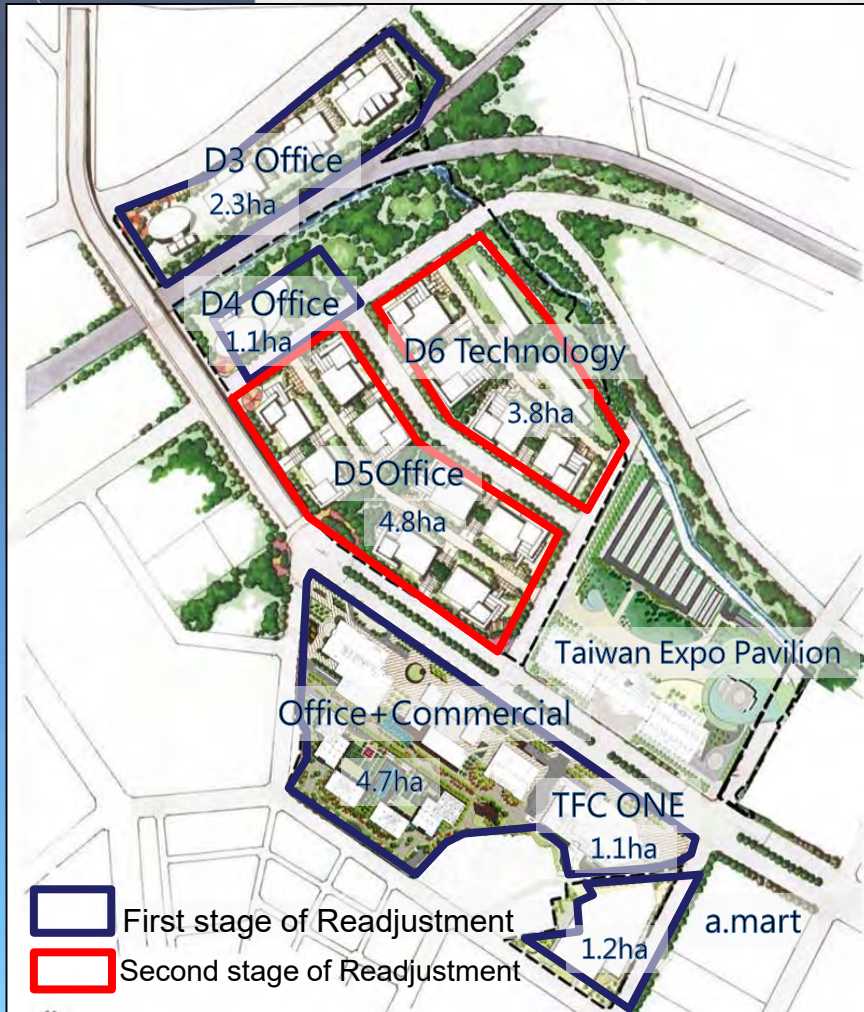 D3 Office
2.3ha
D4 Office
1.1ha
D6 Technology
3.8ha
D5Office
4.8ha
Taiwan Expo Pavilion
Office+Commercial
4.7ha
TFC ONE
1.1ha
a.mart
1.2ha
First stage of Readjustment
Second stage of Readjustment